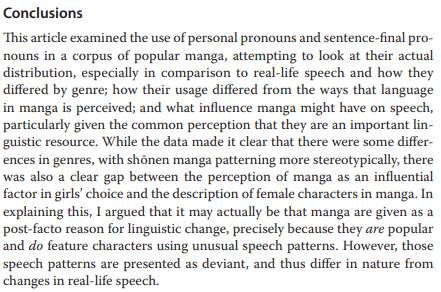 Conclusions
This article examined the use of personal pronouns and sentence-final pro-
nouns in a corpus of popular manga, attempting to look at their actual
distribution, especially in comparison to real-life speech and how they
differed by genre; how their usage differed from the ways that language
in manga is perceived; and what influence manga might have on speech,
particularly given the common perception that they are an important lin-
guistic resource. While the data made it clear that there were some differ-
ences in genres, with shōnen manga patterning more stereotypically, there
was also a clear gap between the perception of manga as an influential
factor in girls' choice and the description of female characters in manga. In
explaining this, I argued that it may actually be that manga are given as a
post-facto reason for linguistic change, precisely because they are popular
and do feature characters using unusual speech patterns. However, those
speech patterns are presented as deviant, and thus differ in nature from
changes in real-life speech.